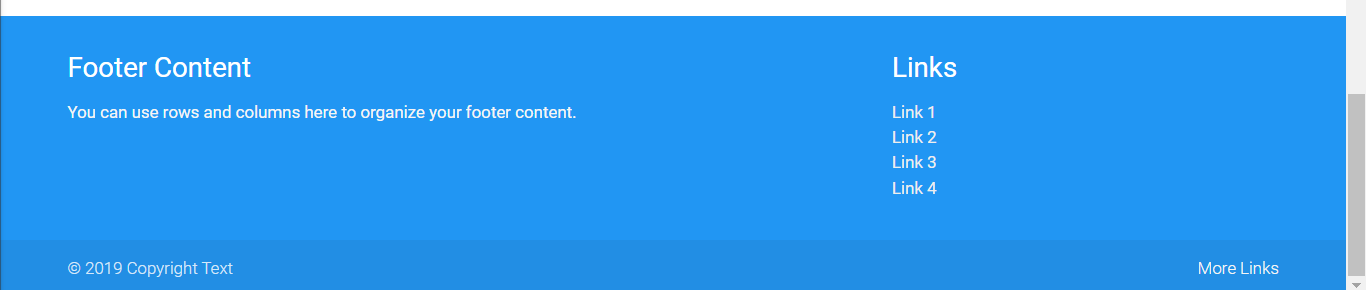 Footer Content
You can use rows and columns here to organize your footer content.
Links
Link 1
Link 2
Link 3
Link 4
© 2019 Copyright Text
More Links